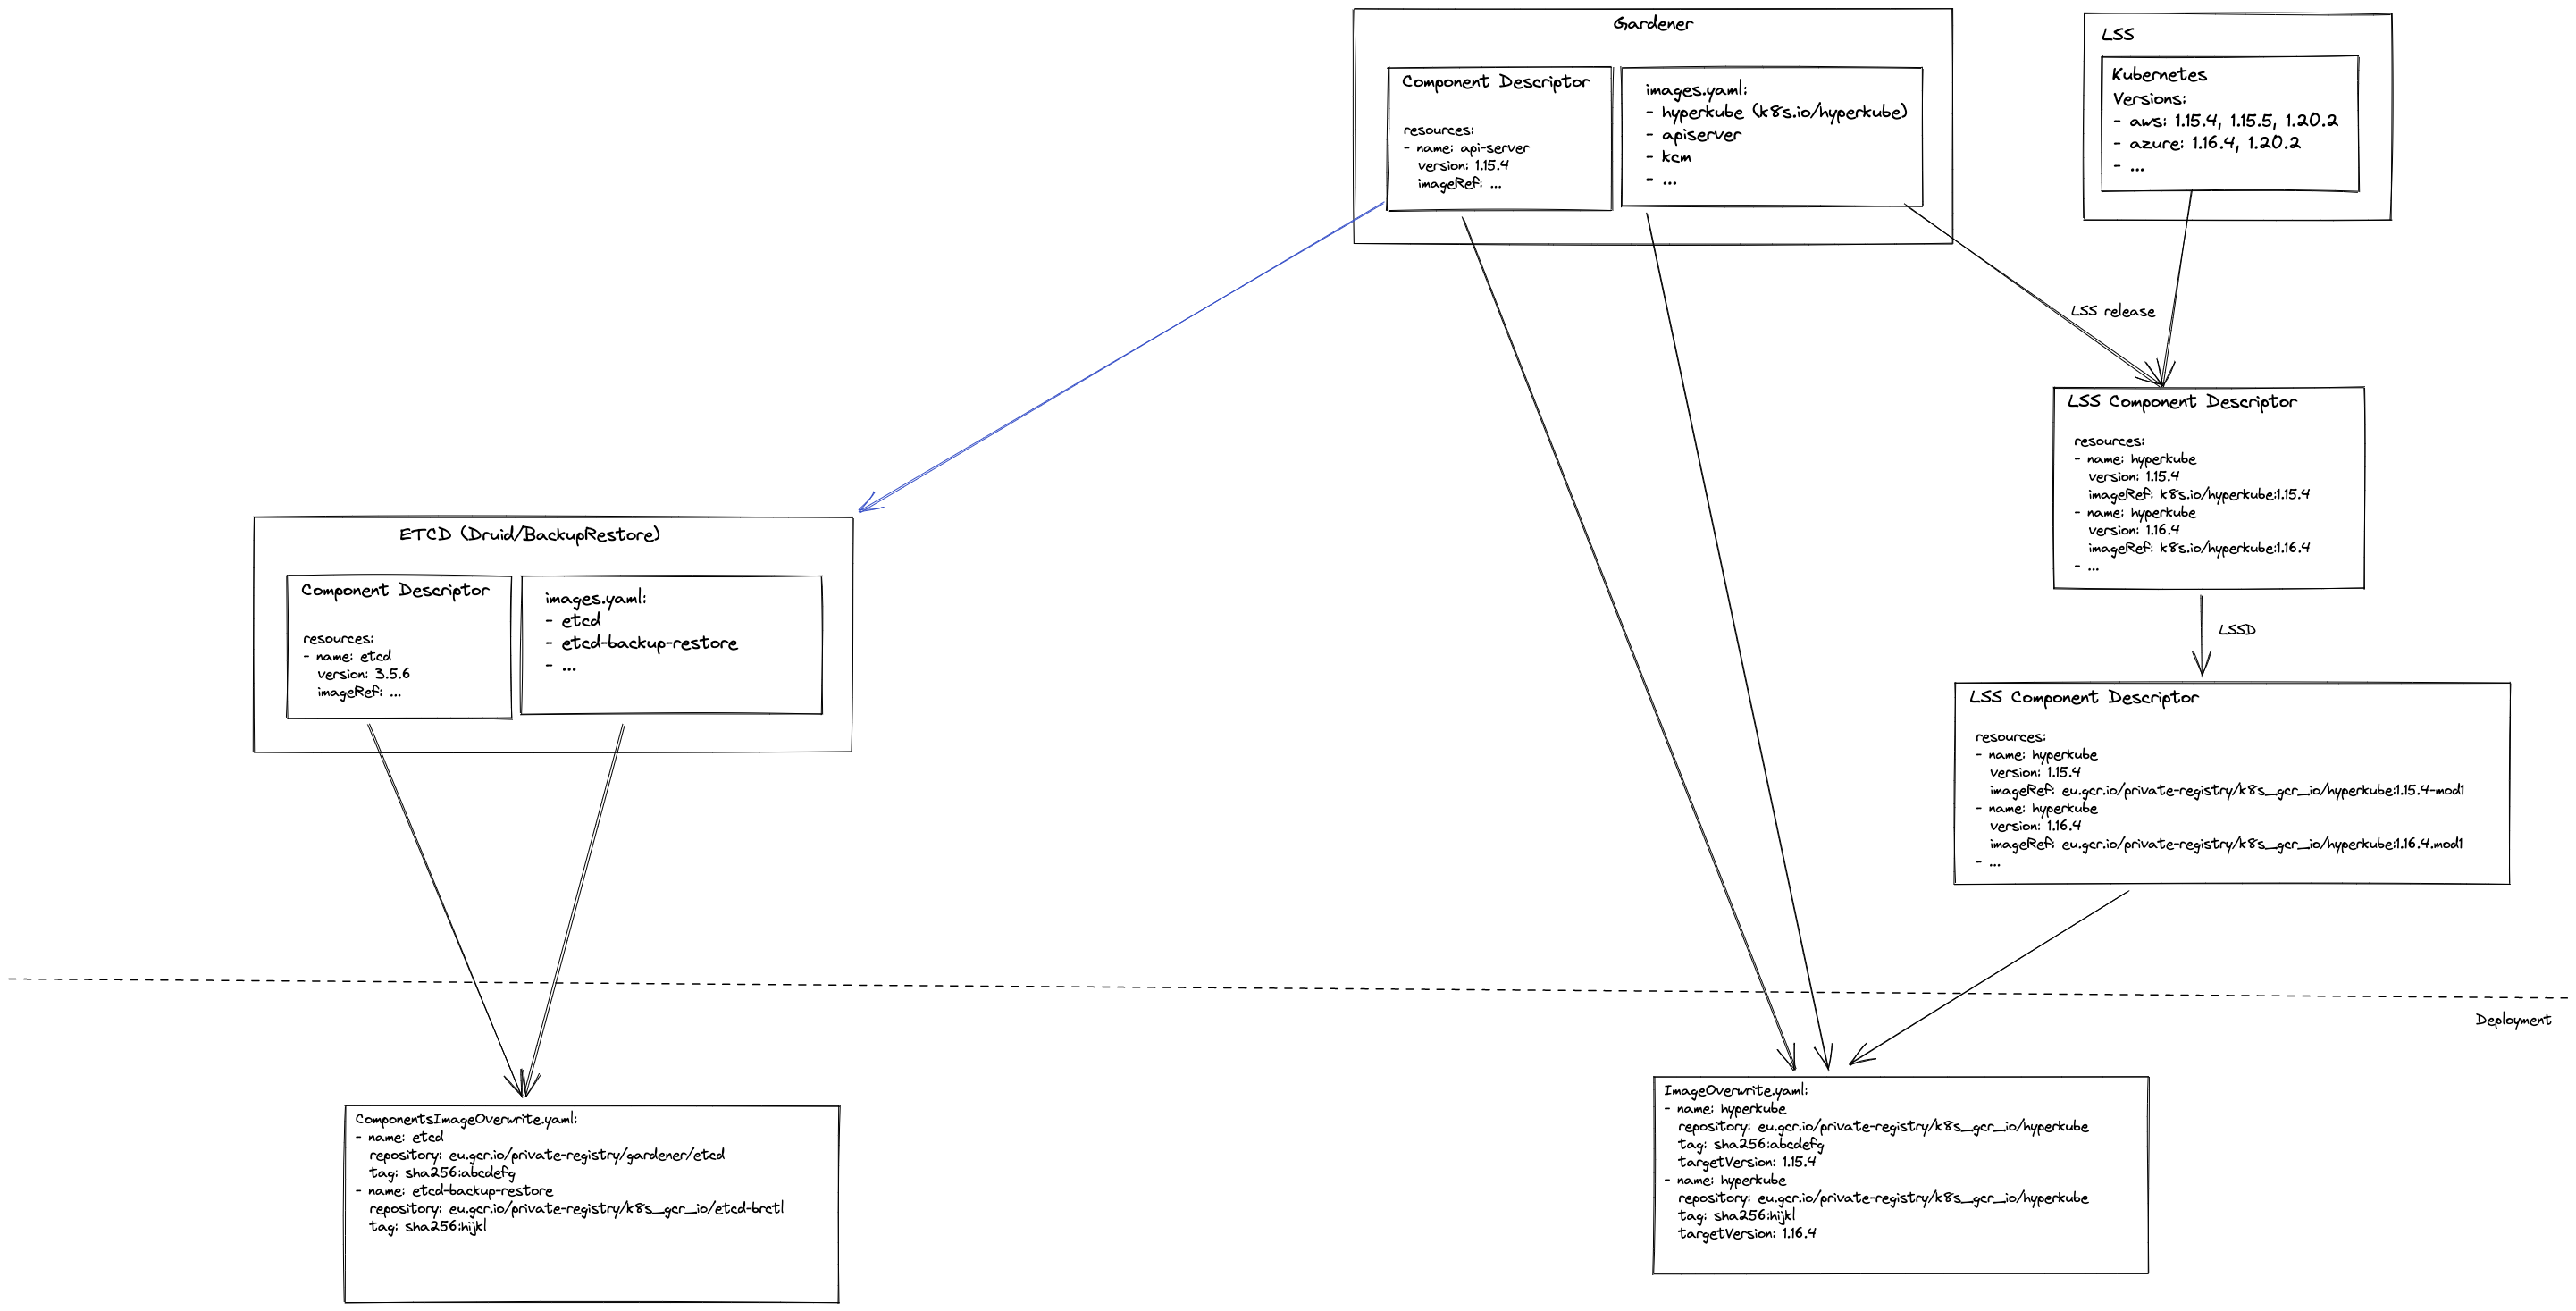 Gardener
Component Descriptor
resources:
- name: api-server
version: 1.15.4
imageRef: ...
images.yaml:
- hyperkube (k8s.io/hyperkube)
- apiserver
- kcm
- ...
LSS
Kubernetes
Versions:
- aws: 1.15.4, 1.15.5, 1.20.2
- azure: 1.16.4, 1.20.2
- ...
LSS release
LSS Component Descriptor
resources:
- name: hyperkube
version: 1.15.4
imageRef: k8s.io/hyperkube:1.15.4
- name: hyperkube
version: 1.16.4
imageRef: k8s.io/hyperkube:1.16.4
- ...
LSSD
LSS Component Descriptor
resources:
- name: hyperkube
version: 1.15.4
imageRef: eu.gcr.io/private-registry/k8s_gcr_io/hyperkube:1.15.4-mod1
- name: hyperkube
version: 1.16.4
imageRef: eu.gcr.io/private-registry/k8s_gcr_io/hyperkube:1.16.4.mod1
- ...
ETCD (Druid/BackupRestore)
Component Descriptor
resources:
- name: etcd
version: 3.5.6
imageRef: ...
images.yaml:
- etcd
- etcd-backup-restore
- ...
Deployment
ComponentsImageOverwrite.yaml:
- name: etcd
repository: eu.gcr.io/private-registry/gardener/etcd
tag: sha256:abcdefg
- name: etcd-backup-restore
repository: eu.gcr.io/private-registry/k8s_gcr_io/etcd-brctl
tag: sha256:hijkl
ImageOverwrite.yaml:
- name: hyperkube
repository: eu.gcr.io/private-registry/k8s_gcr_io/hyperkube
tag: sha256:abcdefg
targetVersion: 1.15.4
- name: hyperkube
repository: eu.gcr.io/private-registry/k8s_gcr_io/hyperkube
tag: sha256:hijkl
targetVersion: 1.16.4